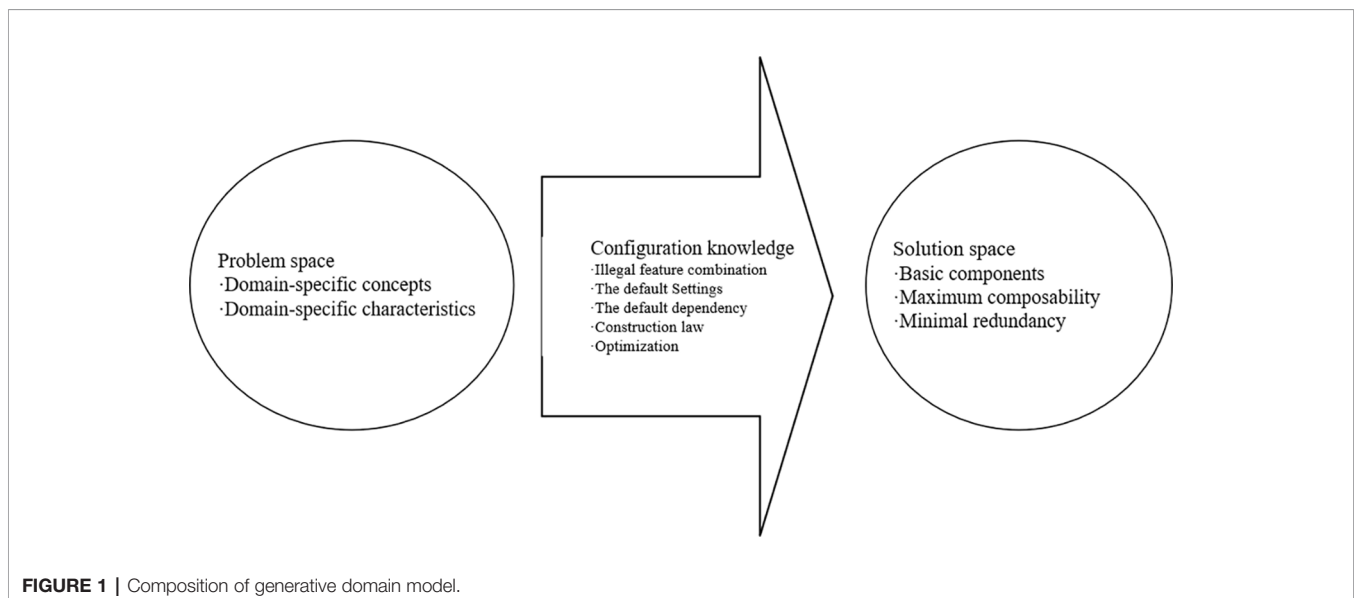 Problem space
·Domain-specific concepts
·Domain-specific characteristics
Configuration knowledge
·Illegal feature combination
·The default Settings
·The default dependency
·Construction law
·Optimization
Solution space
·Basic components
·Maximum composability
·Minimal redundancy
FIGURE 1 | Composition of generative domain model.